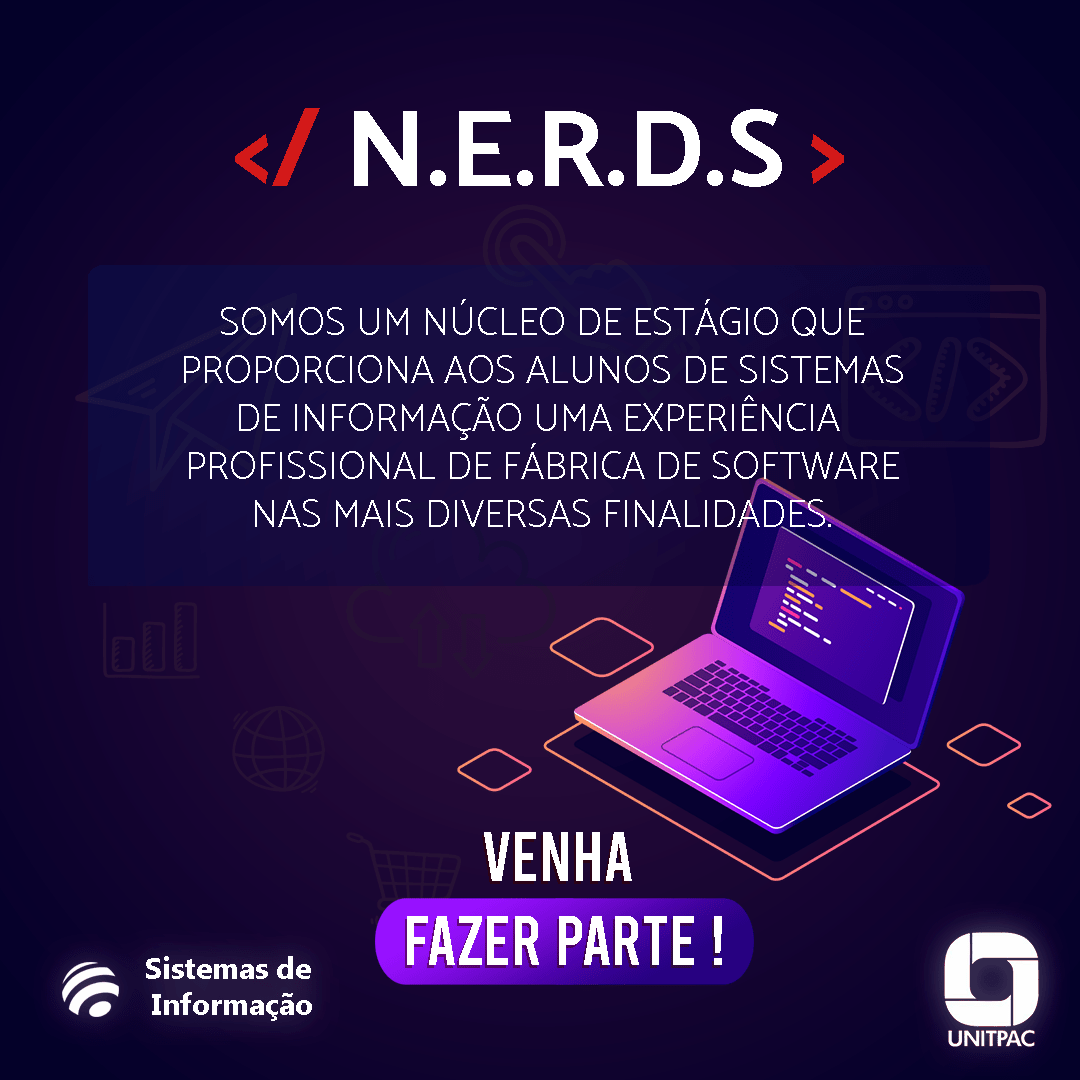 </ N.E.R.D.S >
SOMOS UM NÚCLEO DE ESTÁGIO QUE
PROPORCIONA AOS ALUNOS DE SISTEMAS
DE INFORMAÇÃO UMA EXPERIÊNCIA
PROFISSIONAL DE FÁBRICA DE SOFTWARE
NAS MAIS DIVERSAS FINALIDADES.
VENHA
FAZER PARTE !
Sistemas de
Informação
UNITPAC